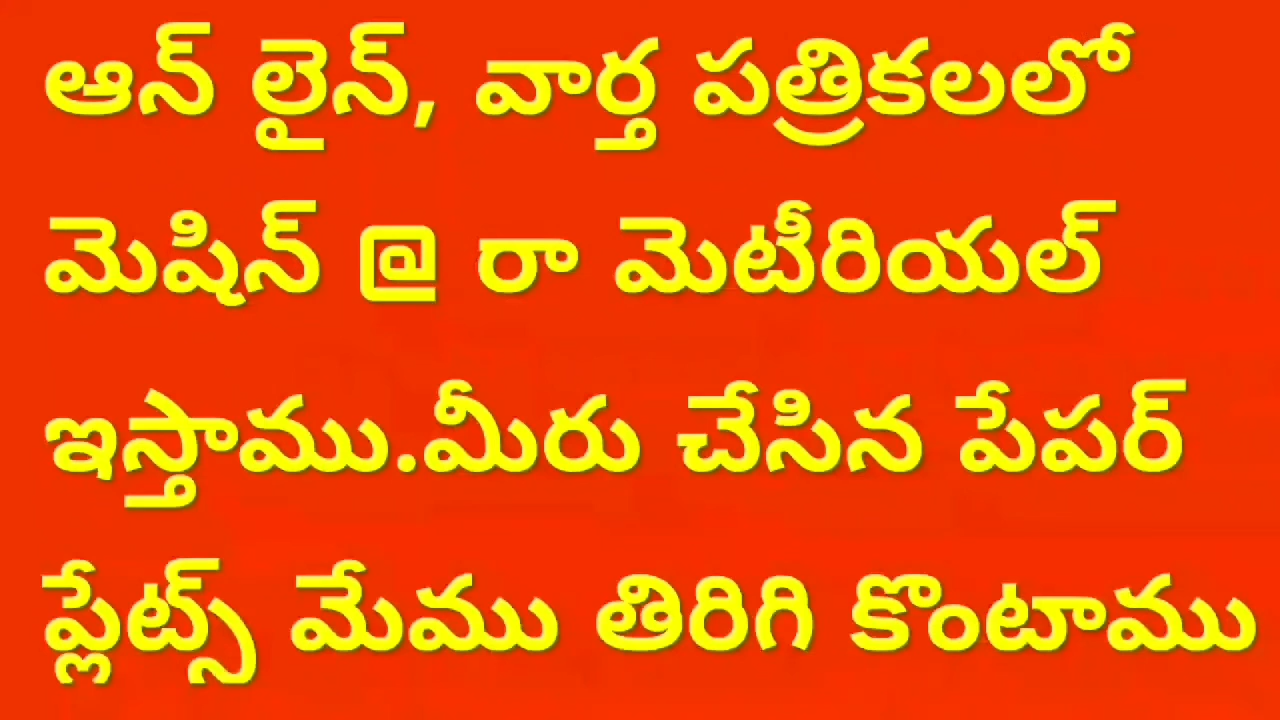 ఆన్ లైన్, వార్త పత్రికలలో
మెషిన్ @ రా మెటీరియల్
ఇస్తాము.మీరు చేసిన పేపర్
ప్లేట్స్ మేము తిరిగి కొంటాము